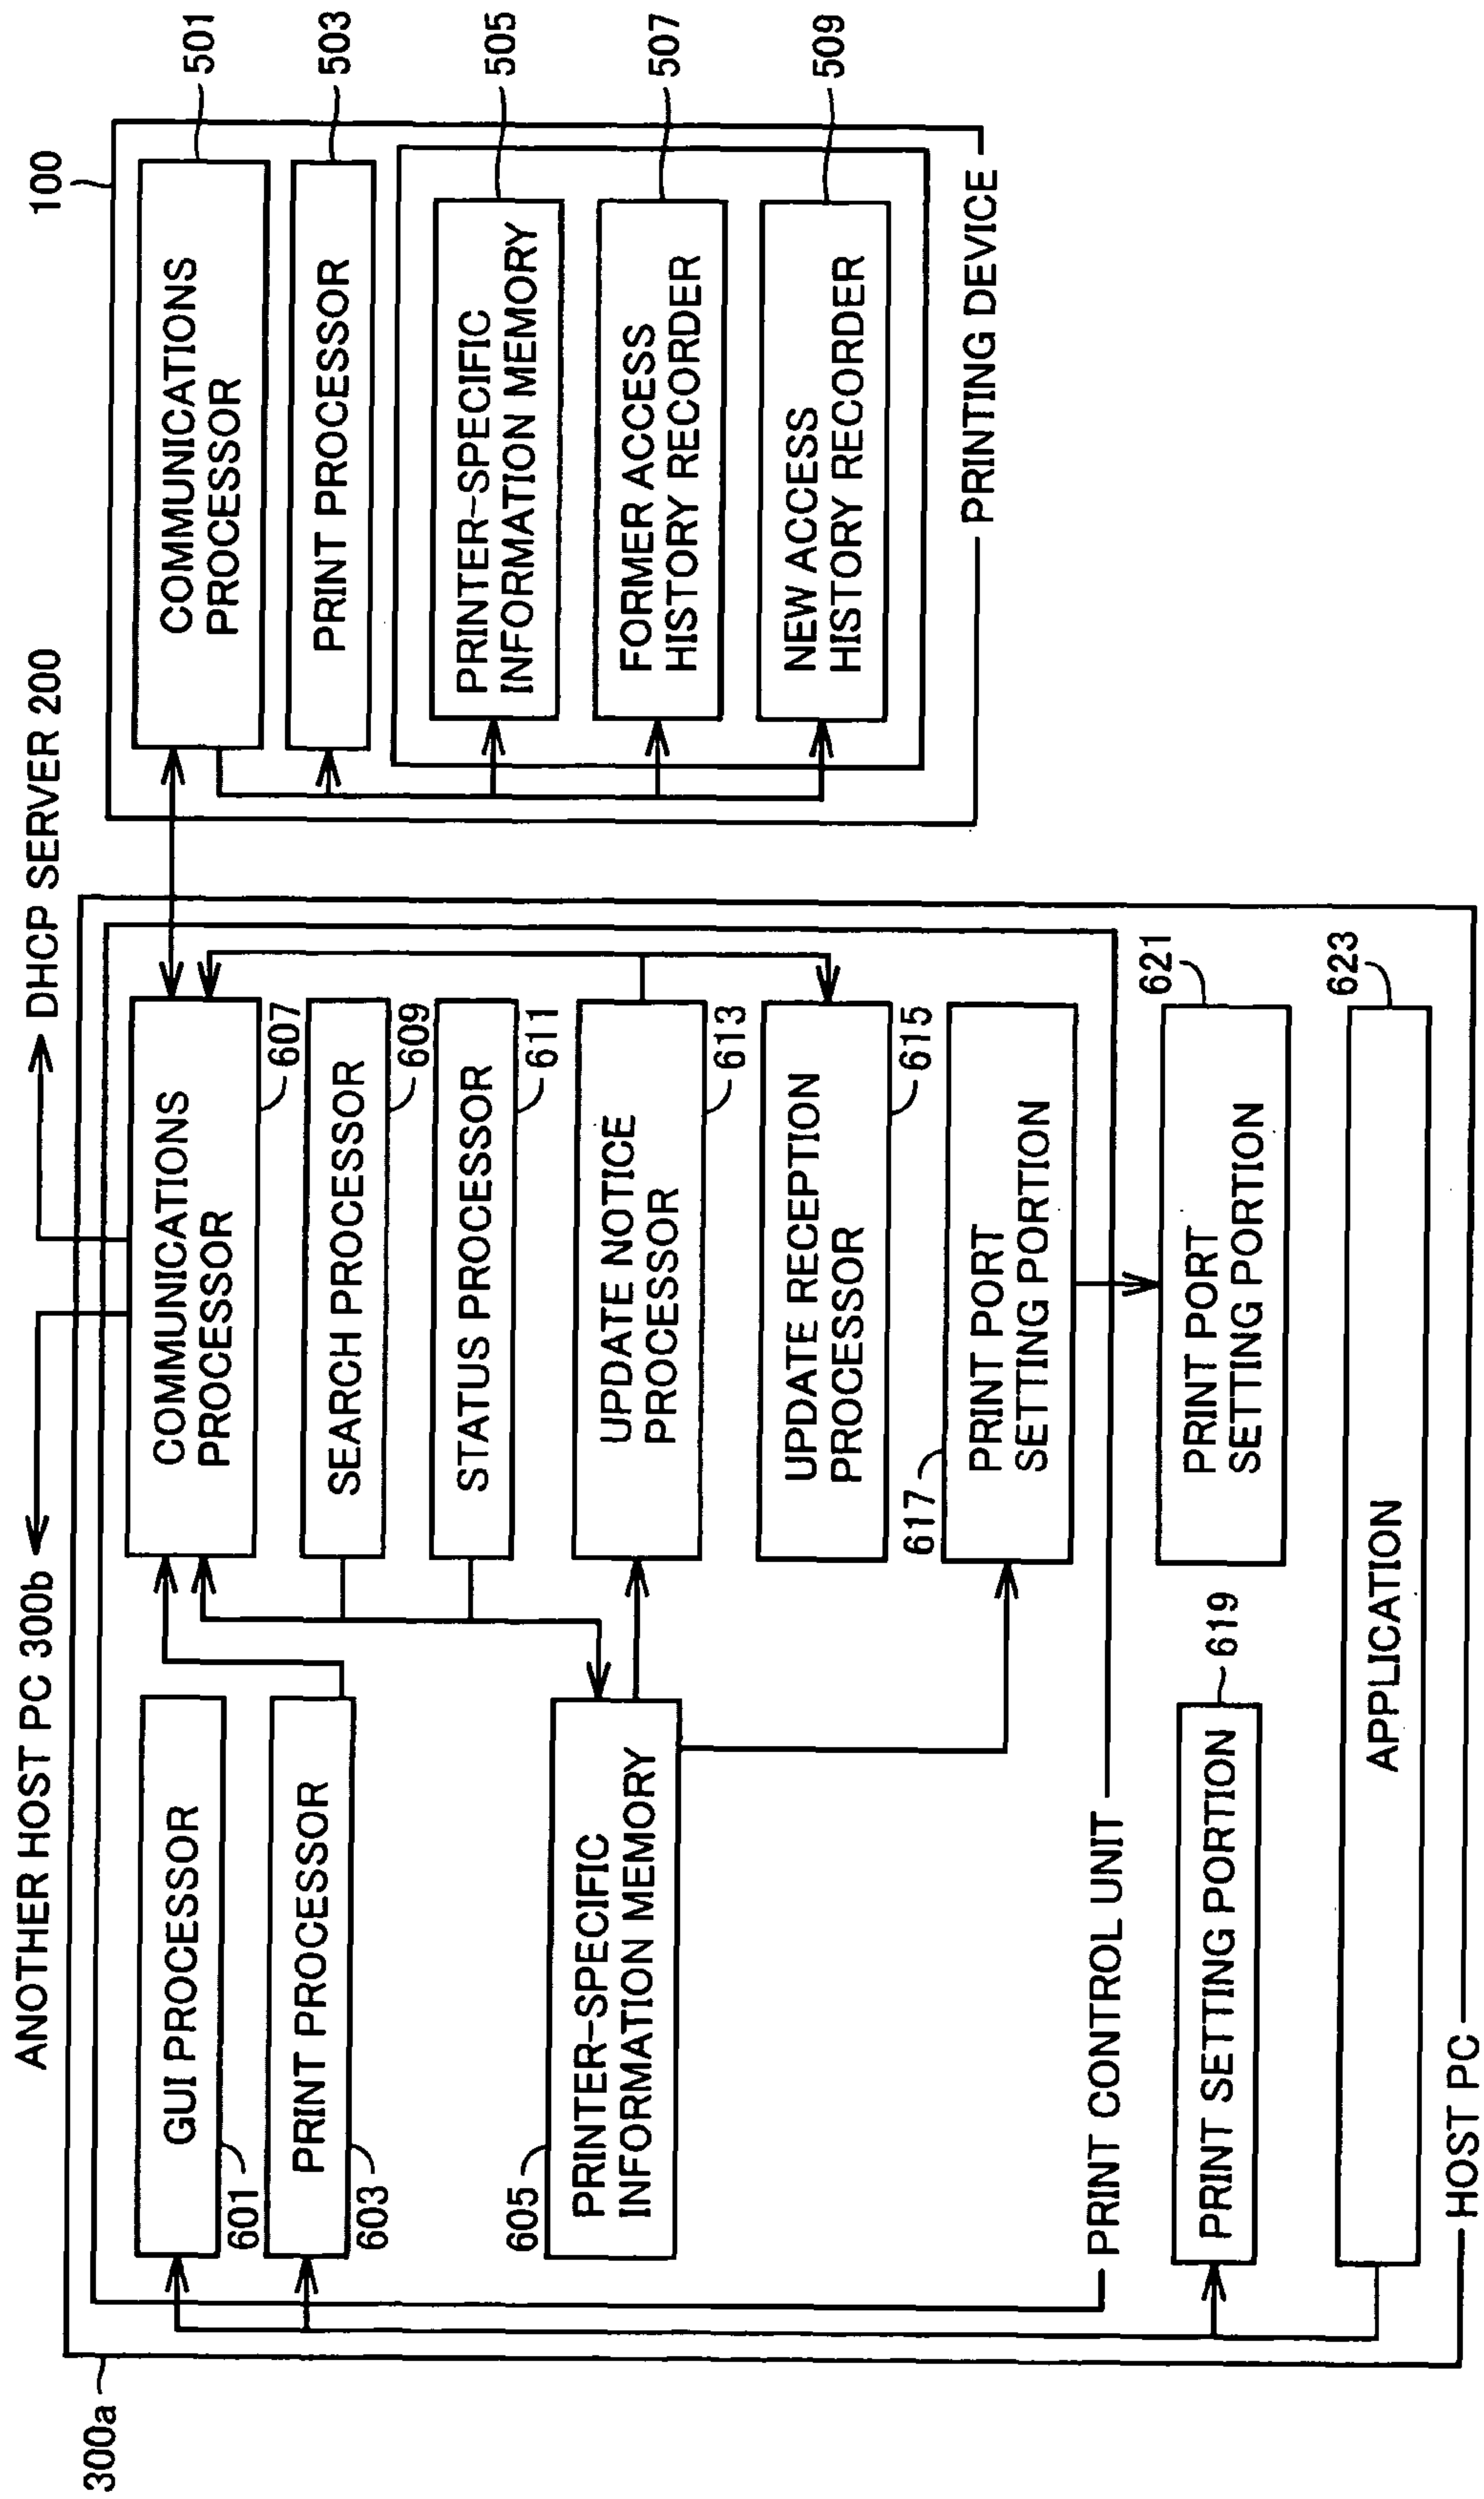 ANOTHER HOST PC 300b
DHCP SERVER 200
300a
100
GUI PROCESSOR
601
PRINT PROCESSOR
603
605
PRINTER-SPECIFIC
INFORMATION MEMORY
COMMUNICATIONS
PROCESSOR
607
SEARCH PROCESSOR
609
STATUS PROCESSOR
611
UPDATE NOTICE
PROCESSOR
613
UPDATE RECEPTION
PROCESSOR
615
617
PRINT PORT
SETTING PORTION
PRINT CONTROL UNIT
PRINT SETTING PORTION
619
PRINT PORT
SETTING PORTION
621
APPLICATION
623
HOST PC
COMMUNICATIONS
PROCESSOR
501
PRINT PROCESSOR
503
PRINTER-SPECIFIC
INFORMATION MEMORY
505
FORMER ACCESS
HISTORY RECORDER
507
NEW ACCESS
HISTORY RECORDER
509
PRINTING DEVICE